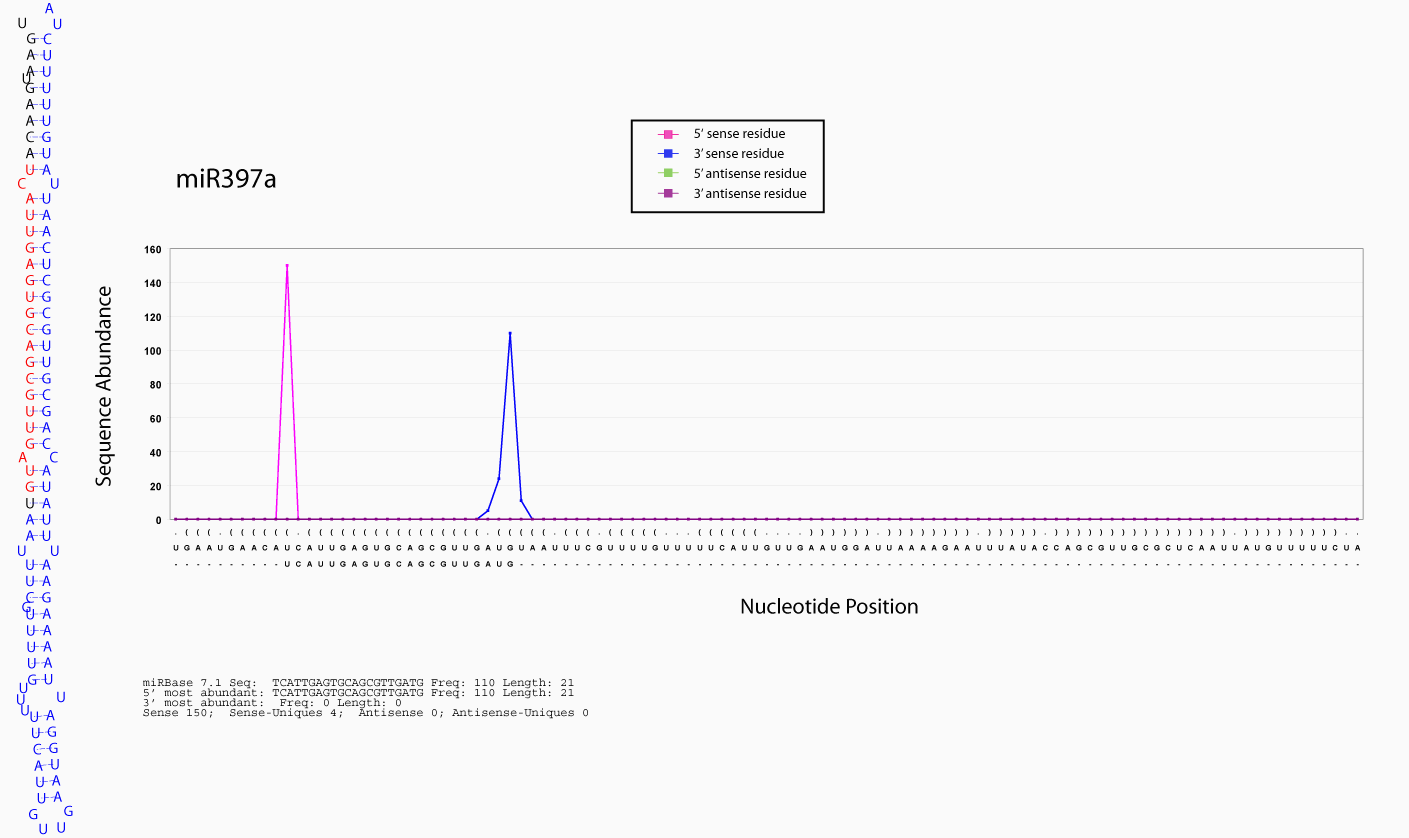 miR397a
5' sense residue
3' sense residue
5' antisense residue
3' antisense residue
Sequence Abundance
160
140
120
100
80
60
40
20
0
U G A A U G A A C A U C A U U G A G U G C A G C G U U G A U G U A A U U U C G U U U U G U U U U U C A U U G U U G A A U G G A U U A A A A G A A U U U A U A C C A G C G U U G C G C U C A A U U A U G U U U U U C U A
U C A U U G A G U G C A G C G U U G A U G
Nucleotide Position
miRBase 7.1 Seq: TCATTGAGTGCAGCGTTGATG Freq: 110 Length: 21
5' most abundant: TCATTGAGTGCAGCGTTGATG Freq: 110 Length: 21
3' most abundant: Freq: 0 Length: 0
Sense 150; Sense-Uniques 4; Antisense 0; Antisense-Uniques 0